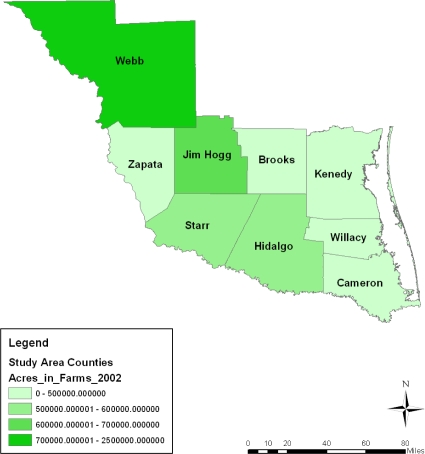 Webb
Jim Hogg
Zapata
Brooks
Kenedy
Starr
Willacy
Hidalgo
Cameron
Legend
Study Area Counties
Acres_in_Farms_2002
0 - 500000.000000
500000.000001 - 600000.000000
600000.000001 - 700000.000000
700000.000001 - 2500000.000000
N
0 10 20 40 60 80
Miles